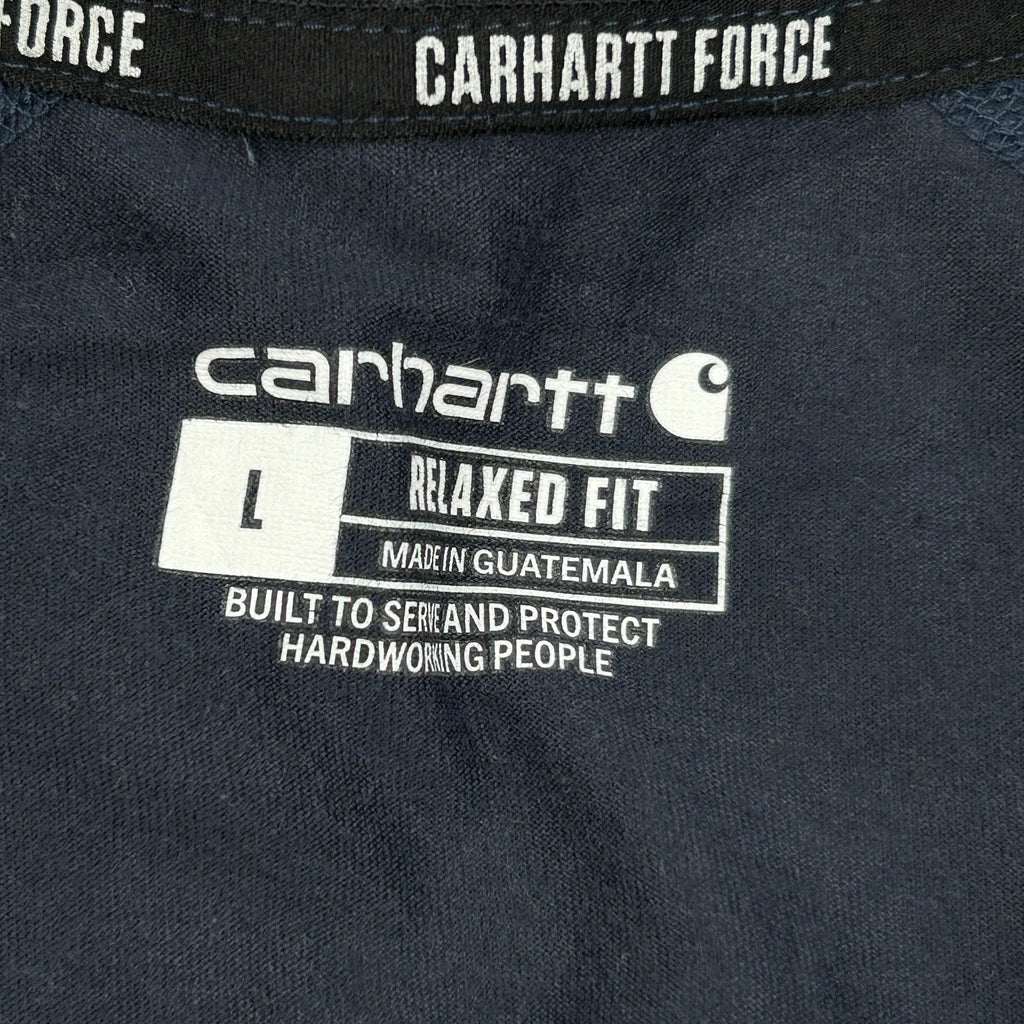 FORCE CARHARTT FORCE
carhartt
L RELAXED FIT
MADE IN GUATEMALA
BUILT TO SERVE AND PROTECT
HARDWORKING PEOPLE